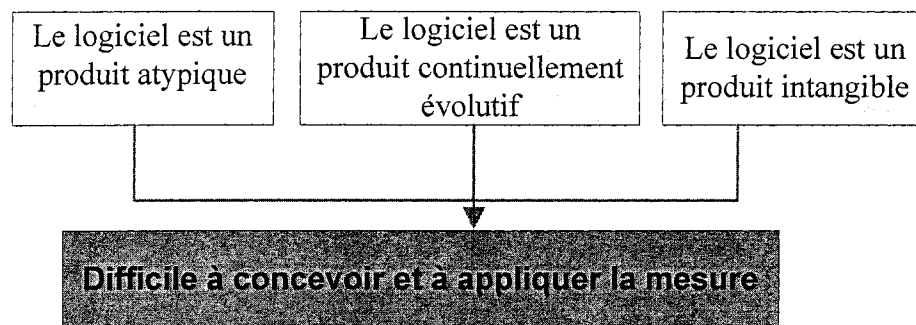 Le logiciel est un
produit atypique
Le logiciel est un
produit continuellement
évolutif
Le logiciel est un
produit intangible
Difficile à concevoir et à appliquer la mesure